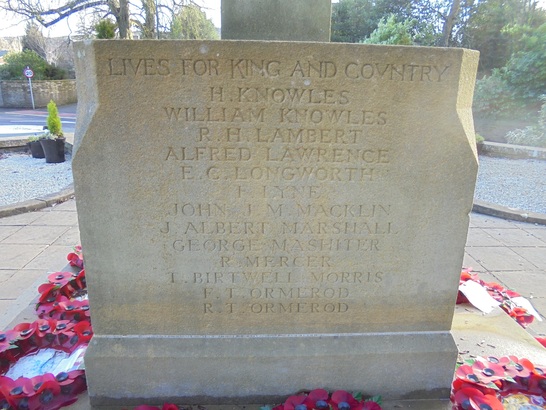 LIVES FOR KING AND COVNTRY
H. KNOWLES
WILLIAM KNOWLES
R. H. LAMBERT
ALFRED LAWRENCE
E. C. LONGWORTH
F. LYNE
JOHN J. M. MACKLIN
J. ALBERT MARSHALL
GEORGE MASHITER
P. MERCER
T. BIRTWELL MORRIS
F. T. ORMEROD
R. T. ORMEROD